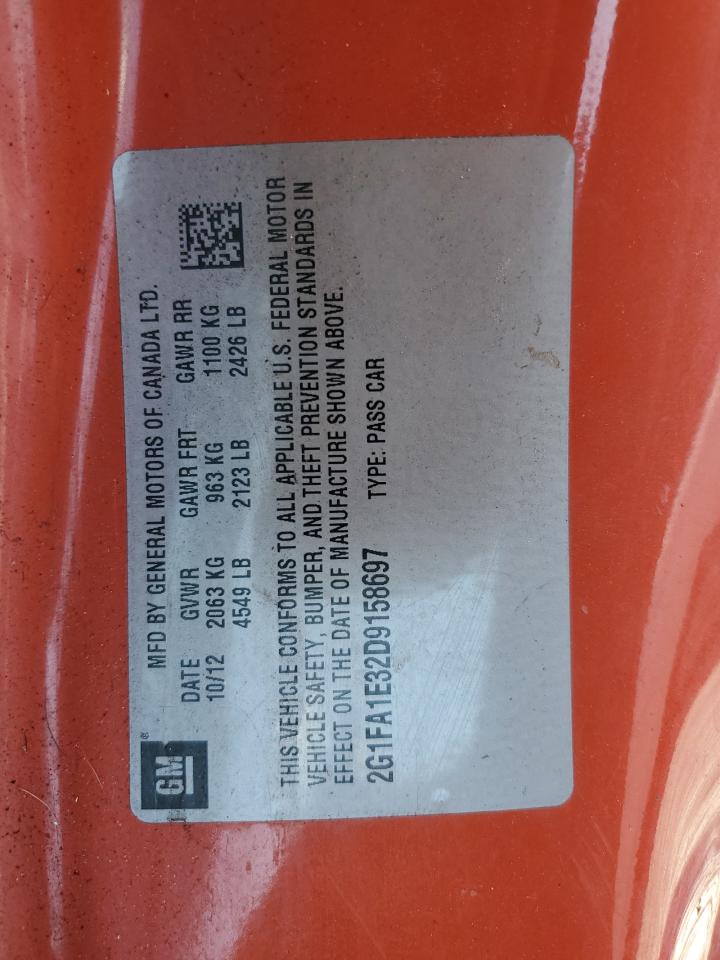 GM®
MFD BY GENERAL MOTORS OF CANADA LTD.
DATE GVWR GAWR FRT GAWR RR
10/12 2063 KG 963 KG 1100 KG
4549 LB 2123 LB 2426 LB
THIS VEHICLE CONFORMS TO ALL APPLICABLE U.S. FEDERAL MOTOR
VEHICLE SAFETY, BUMPER, AND THEFT PREVENTION STANDARDS IN
EFFECT ON THE DATE OF MANUFACTURE SHOWN ABOVE.
2G1FA1E32D9158697 TYPE: PASS CAR